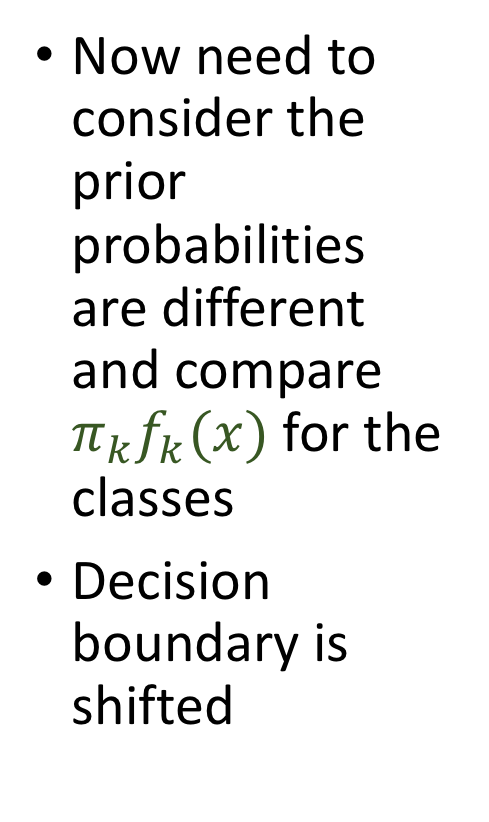 • Now need to
consider the
prior
probabilities
are different
and compare
𝜋ₖ𝑓ₖ(𝑥) for the
classes
• Decision
boundary is
shifted